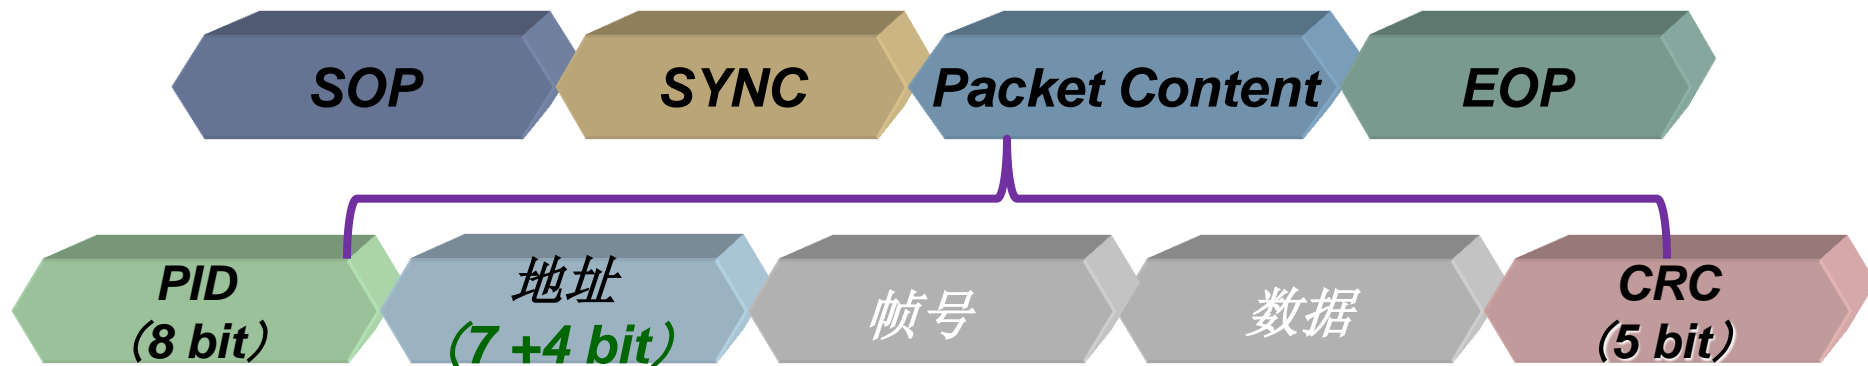 SOP
SYNC
Packet Content
EOP
PID
（8 bit）
地址
（7 +4 bit）
帧号
数据
CRC
（5 bit）